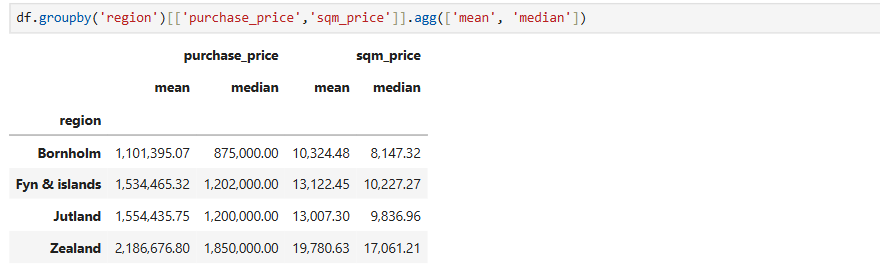 df.groupby('region')[['purchase_price','sqm_price']].agg(['mean', 'median'])
purchase_price sqm_price
mean median mean median
region
Bornholm 1,101,395.07 875,000.00 10,324.48 8,147.32
Fyn & islands 1,534,465.32 1,202,000.00 13,122.45 10,227.27
Jutland 1,554,435.75 1,200,000.00 13,007.30 9,836.96
Zealand 2,186,676.80 1,850,000.00 19,780.63 17,061.21